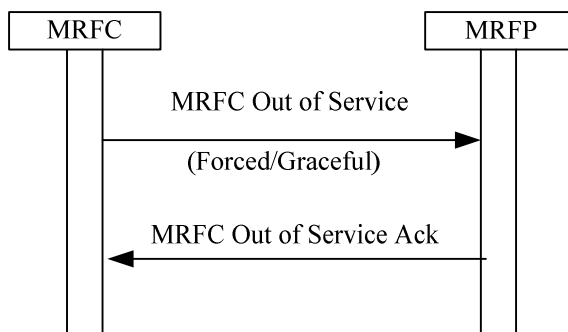 MRFC
MRFP
MRFC Out of Service
(Forced/Graceful)
MRFC Out of Service Ack